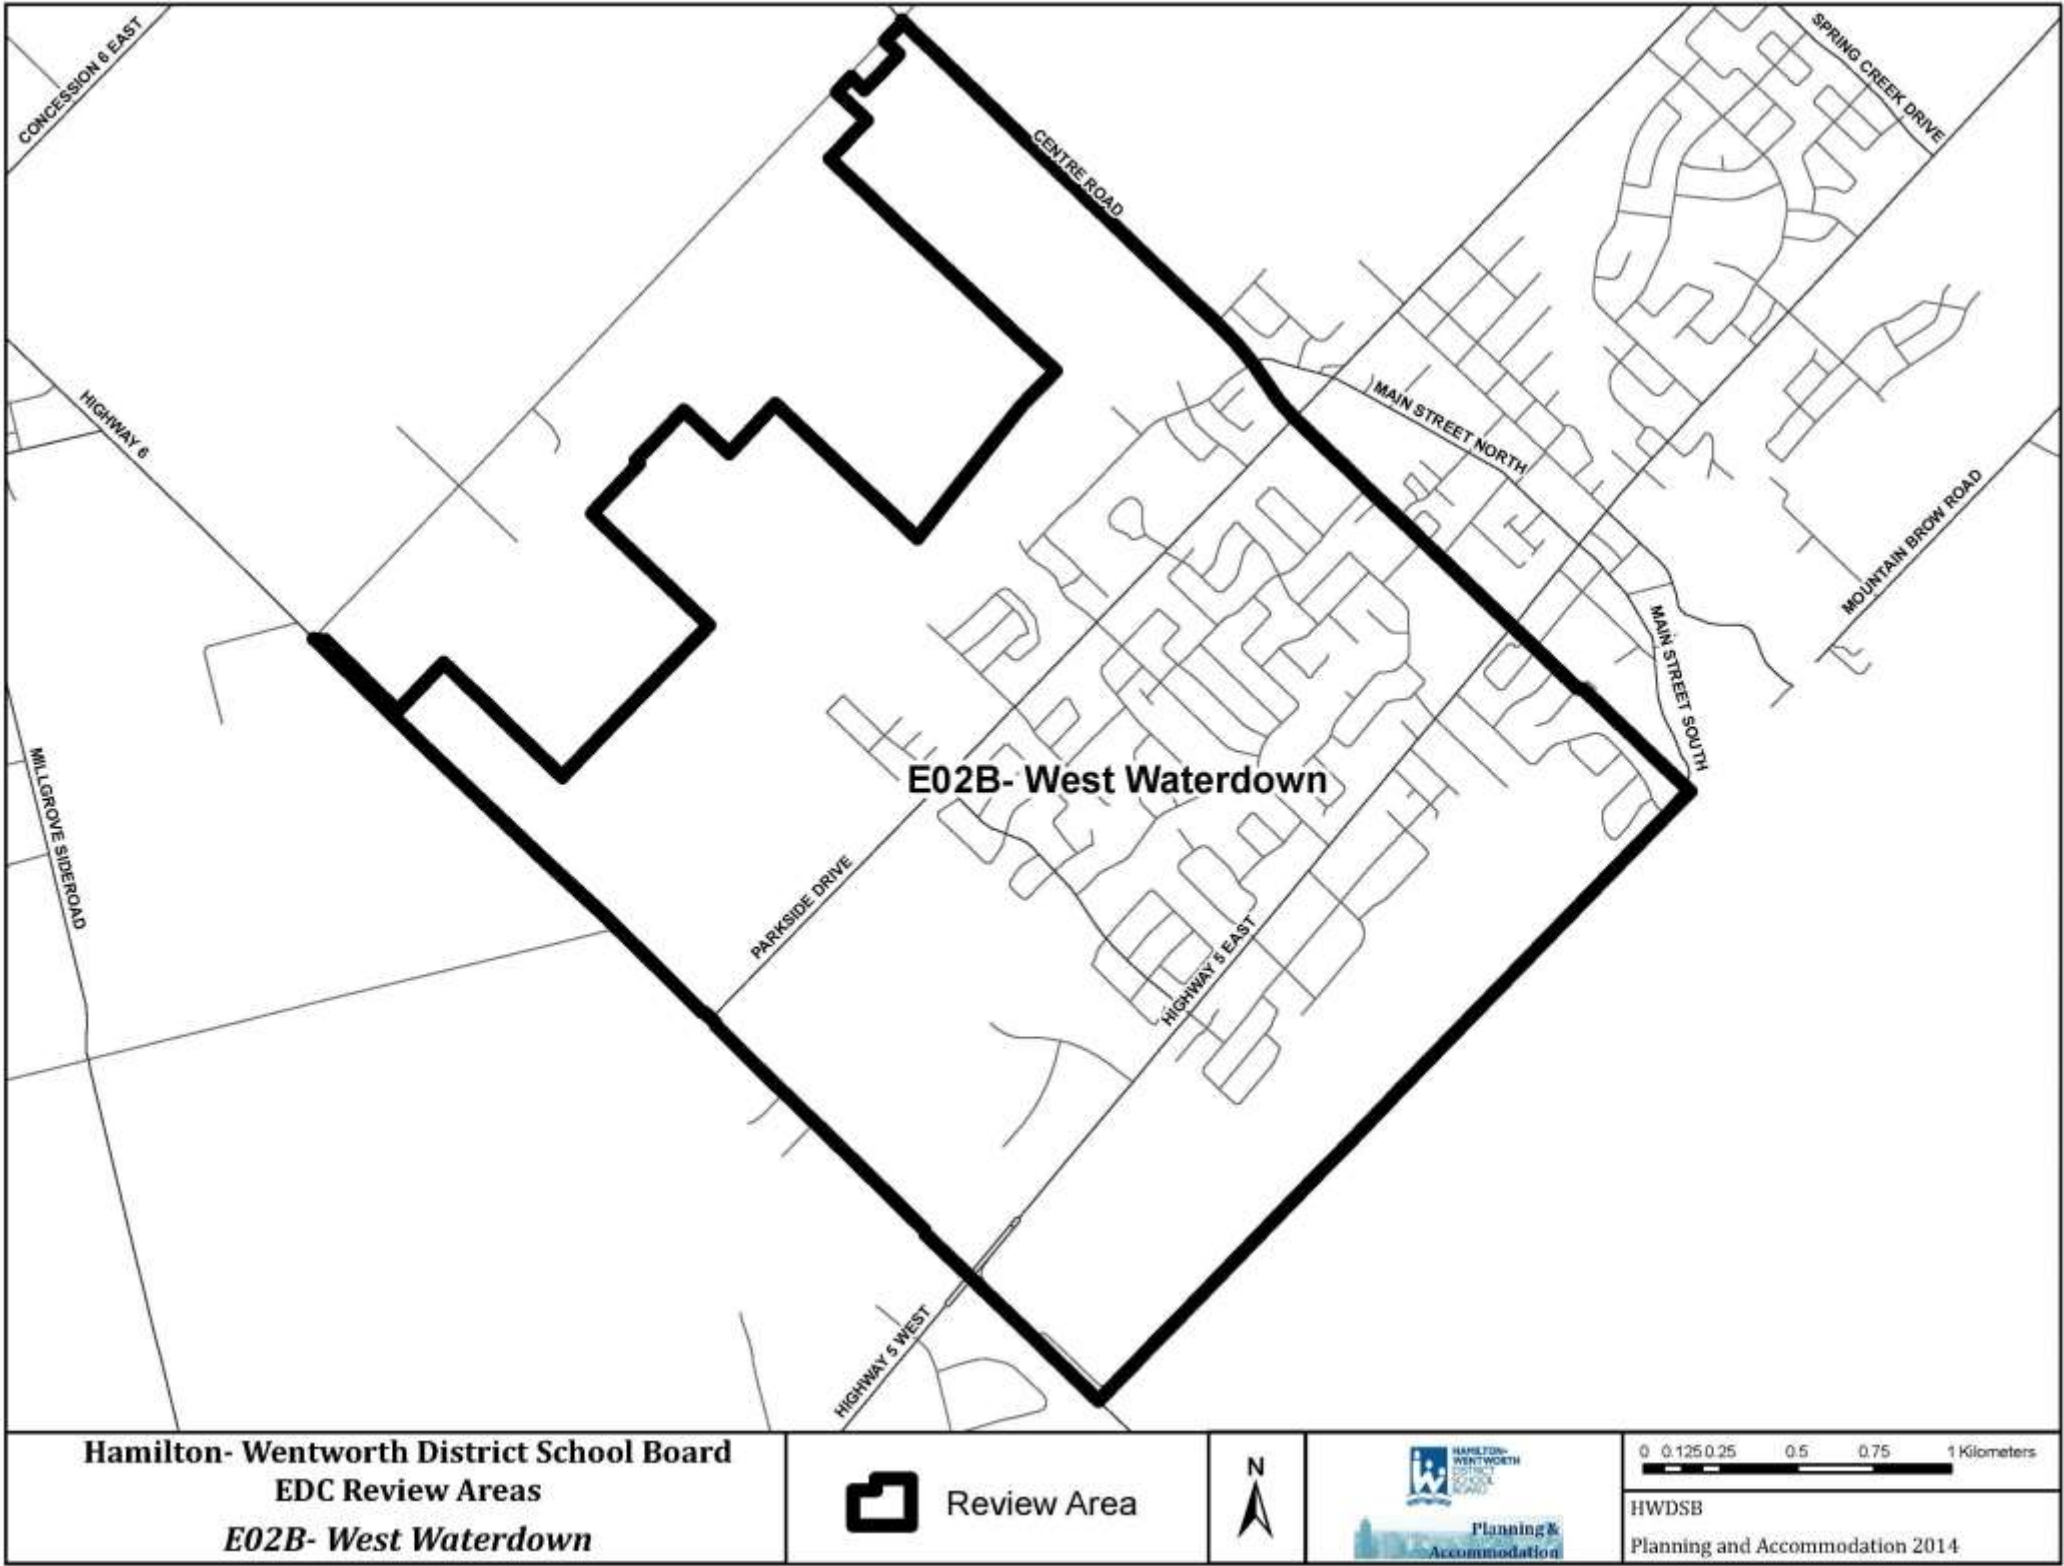 CONCESSION 6 EAST
SPRING CREEK DRIVE
CENTRE ROAD
HIGHWAY 6
MAIN STREET NORTH
MOUNTAIN BROW ROAD
MAIN STREET SOUTH
MILLGROVE SIDEROAD
E02B- West Waterdown
PARKSIDE DRIVE
HIGHWAY 5 EAST
HIGHWAY 5 WEST
Hamilton- Wentworth District School Board
EDC Review Areas
E02B- West Waterdown
Review Area
N
HAMILTON-
WENTWORTH
DISTRICT
SCHOOL
BOARD
Planning &
Accommodation
0 0.125 0.25 0.5 0.75 1 Kilometers
HWDSB
Planning and Accommodation 2014